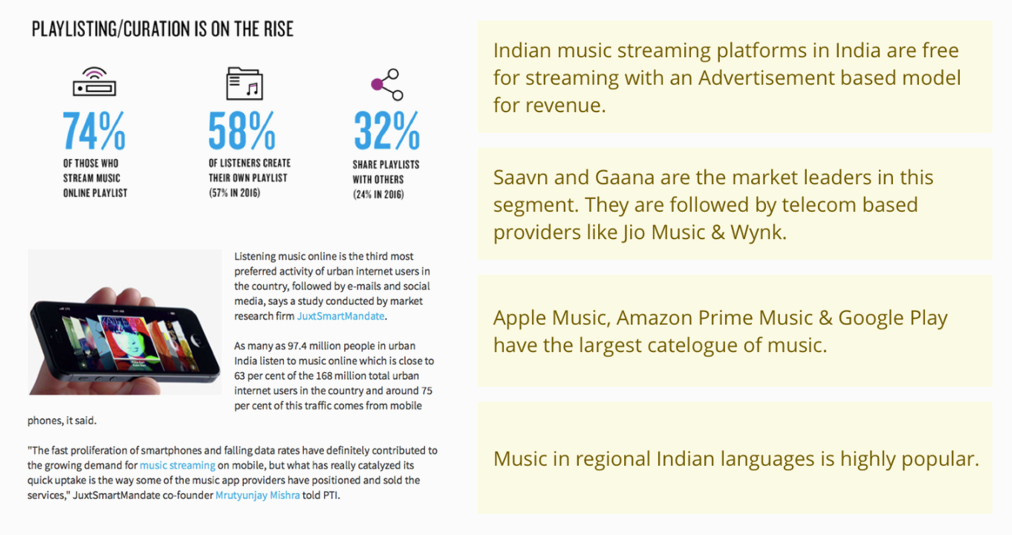 PLAYLISTING/CURATION IS ON THE RISE
74%
OF THOSE WHO
STREAM MUSIC
ONLINE PLAYLIST
58%
OF LISTENERS CREATE
THEIR OWN PLAYLIST
(57% IN 2016)
32%
SHARE PLAYLISTS
WITH OTHERS
(24% IN 2016)
Listening music online is the third most
preferred activity of urban internet users in
the country, followed by e-mails and social
media, says a study conducted by market
research firm JuxtSmartMandate.
As many as 97.4 million people in urban
India listen to music online which is close to
63 per cent of the 168 million total urban
internet users in the country and around 75
per cent of this traffic comes from mobile
phones, it said.
"The fast proliferation of smartphones and falling data rates have definitely contributed to
the growing demand for music streaming on mobile, but what has really catalyzed its
quick uptake is the way some of the music app providers have positioned and sold the
services," JuxtSmartMandate co-founder Mrutyunjay Mishra told PTI.
Indian music streaming platforms in India are free
for streaming with an Advertisement based model
for revenue.
Saavn and Gaana are the market leaders in this
segment. They are followed by telecom based
providers like Jio Music & Wynk.
Apple Music, Amazon Prime Music & Google Play
have the largest catelogue of music.
Music in regional Indian languages is highly popular.